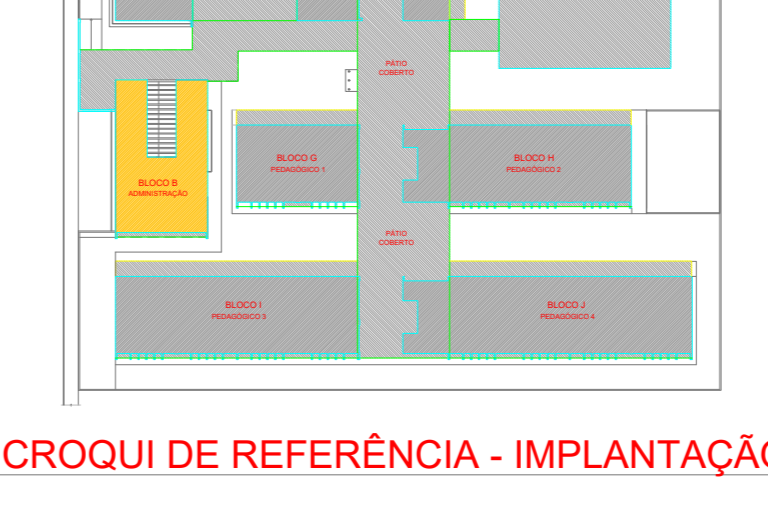 PÁTIO
COBERTO
BLOCO G
PEDAGÓGICO 1
BLOCO H
PEDAGÓGICO 2
BLOCO B
ADMINISTRAÇÃO
PÁTIO
COBERTO
BLOCO I
PEDAGÓGICO 3
BLOCO J
PEDAGÓGICO 4
CROQUI DE REFERÊNCIA - IMPLANTAÇÃO